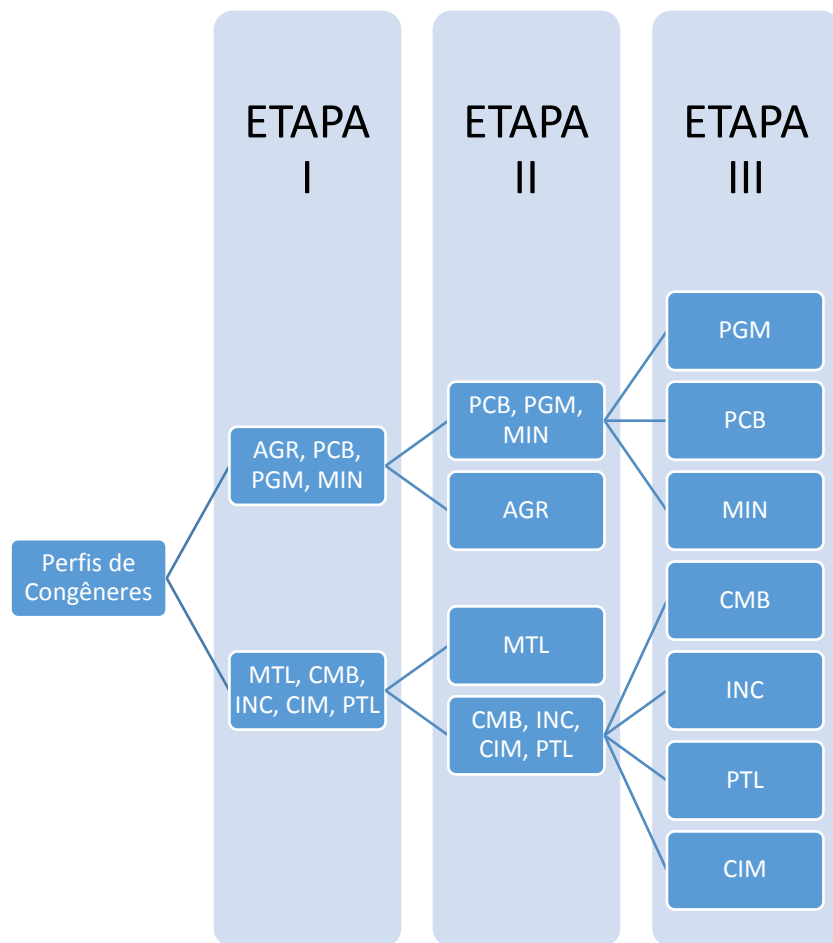 ETAPA
I
ETAPA
II
ETAPA
III
Perfis de
Congêneres
AGR, PCB,
PGM, MIN
MTL, CMB,
INC, CIM, PTL
PCB, PGM,
MIN
AGR
MTL
CMB, INC,
CIM, PTL
PGM
PCB
MIN
CMB
INC
PTL
CIM